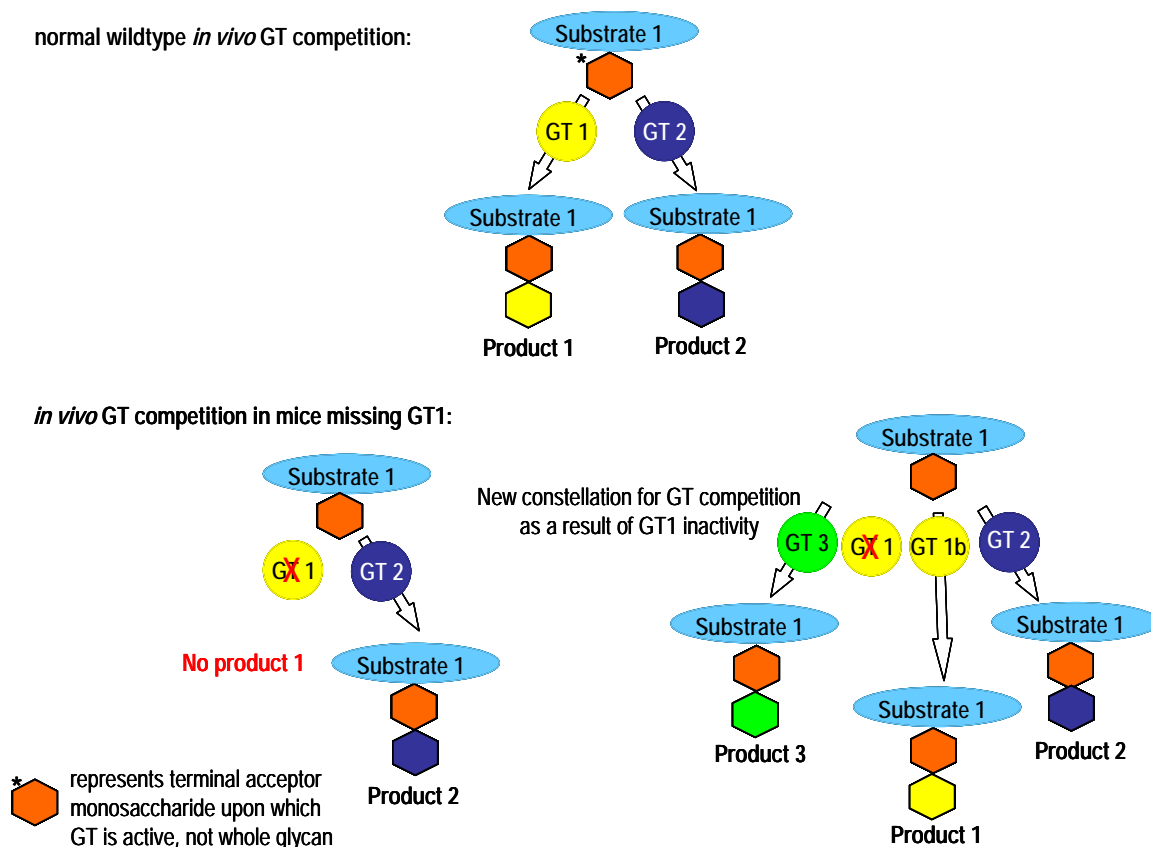 normal wildtype in vivo GT competition:
Substrate 1
*
GT 1
GT 2
Substrate 1
Substrate 1
Product 1
Product 2
in vivo GT competition in mice missing GT1:
Substrate 1
GT 1
X
GT 2
No product 1
Substrate 1
Product 2
Substrate 1
New constellation for GT competition
as a result of GT1 inactivity
GT 3
GT 1
X
GT 1b
GT 2
Substrate 1
Product 3
Substrate 1
Product 1
Substrate 1
Product 2
*
represents terminal acceptor
monosaccharide upon which
GT is active, not whole glycan